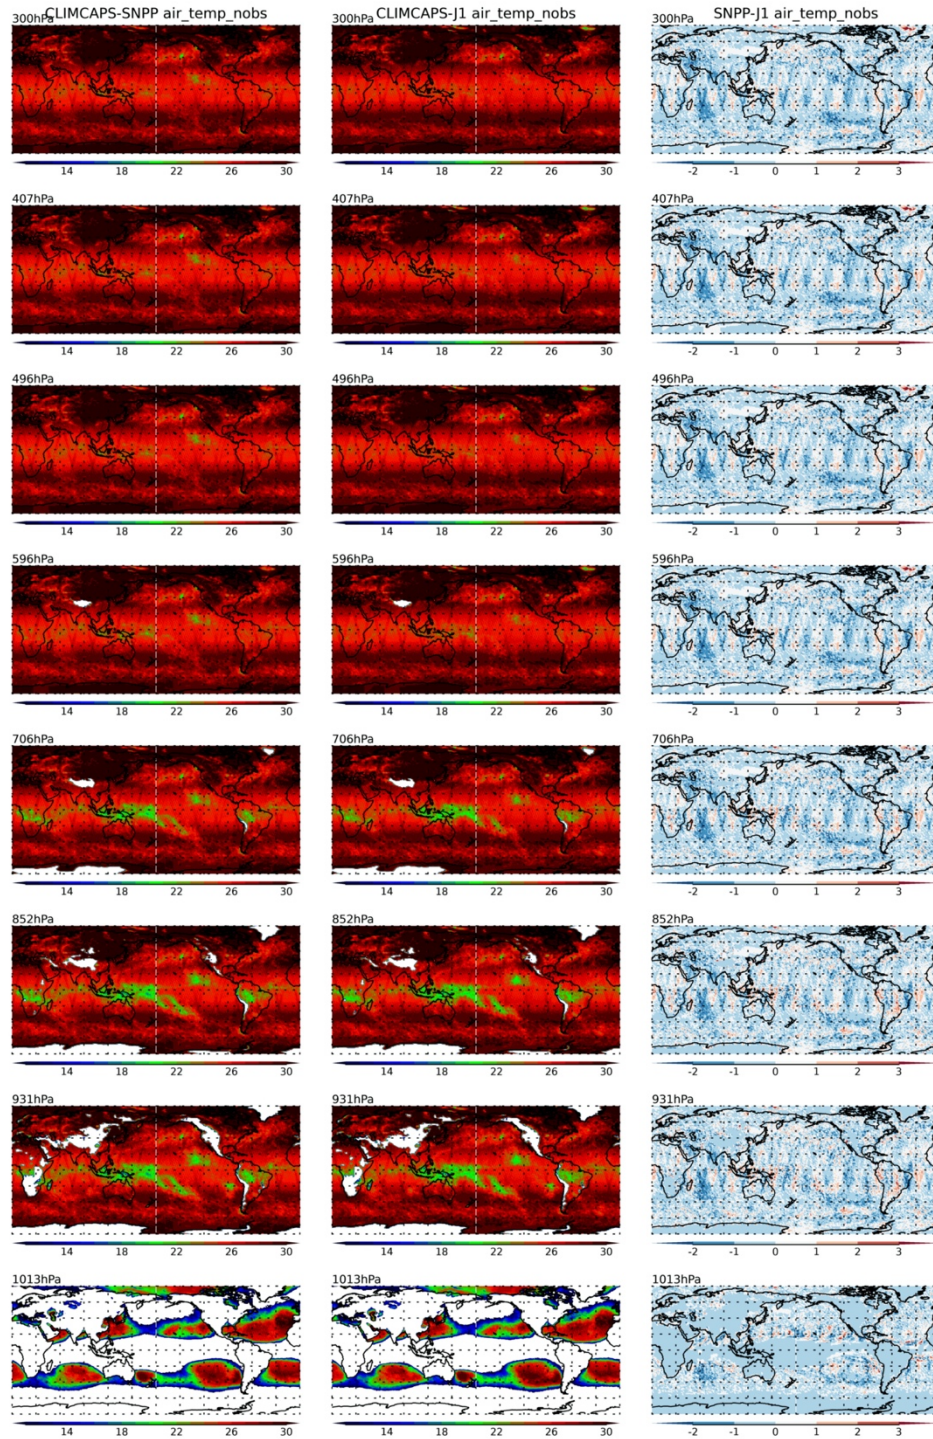 CLIMCAPS-SNPP air_temp_nobs CLIMCAPS-J1 air_temp_nobs SNPP-J1 air_temp_nobs
300hPa 300hPa 300hPa
14 18 22 26 30 14 18 22 26 30 -2 -1 0 1 2 3
407hPa 407hPa 407hPa
14 18 22 26 30 14 18 22 26 30 -2 -1 0 1 2 3
496hPa 496hPa 496hPa
14 18 22 26 30 14 18 22 26 30 -2 -1 0 1 2 3
596hPa 596hPa 596hPa
14 18 22 26 30 14 18 22 26 30 -2 -1 0 1 2 3
706hPa 706hPa 706hPa
14 18 22 26 30 14 18 22 26 30 -2 -1 0 1 2 3
852hPa 852hPa 852hPa
14 18 22 26 30 14 18 22 26 30 -2 -1 0 1 2 3
931hPa 931hPa 931hPa
14 18 22 26 30 14 18 22 26 30 -2 -1 0 1 2 3
1013hPa 1013hPa 1013hPa
14 18 22 26 30 14 18 22 26 30 -2 -1 0 1 2 3